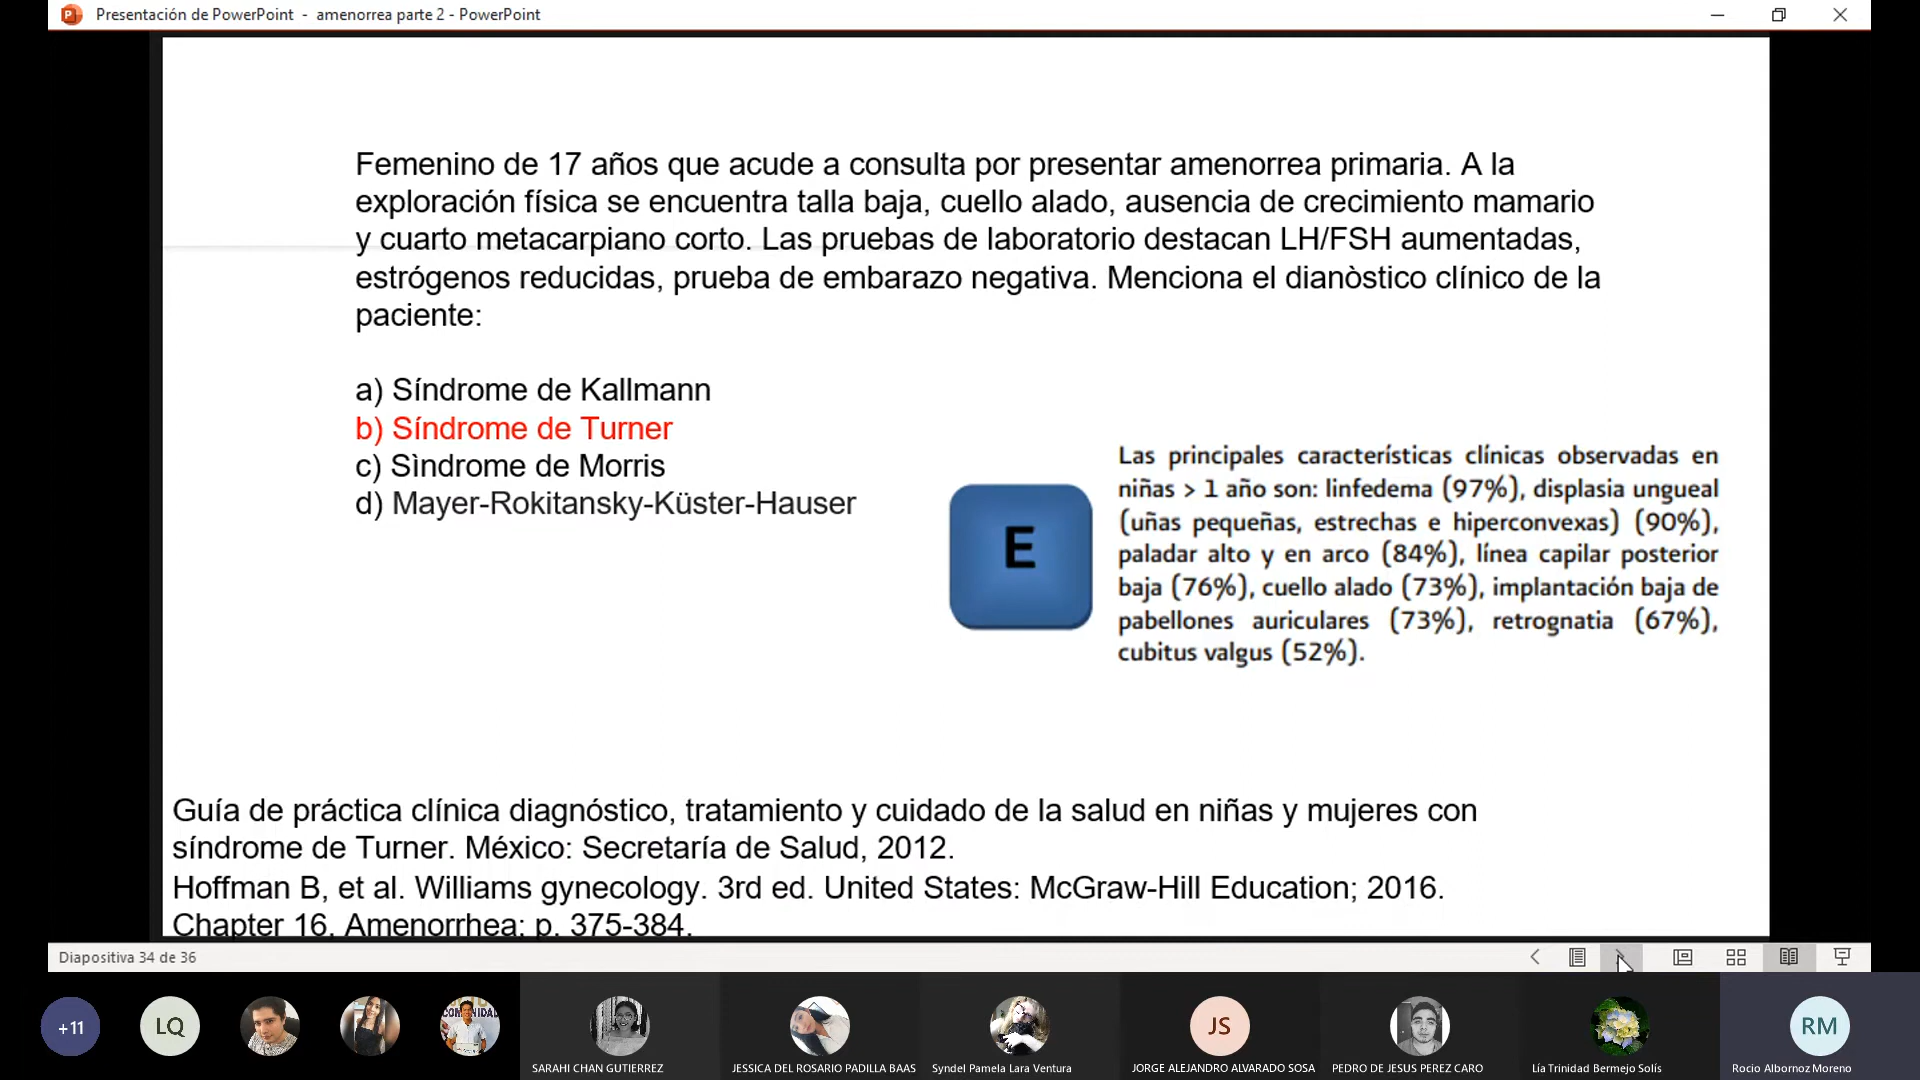 Presentación de PowerPoint - amenorrea parte 2 - PowerPoint
Femenino de 17 años que acude a consulta por presentar amenorrea primaria. A la
exploración física se encuentra talla baja, cuello alado, ausencia de crecimiento mamario
y cuarto metacarpiano corto. Las pruebas de laboratorio destacan LH/FSH aumentadas,
estrógenos reducidas, prueba de embarazo negativa. Menciona el dianòstico clínico de la
paciente:
a) Síndrome de Kallmann
b) Síndrome de Turner
c) Sìndrome de Morris
d) Mayer-Rokitansky-Küster-Hauser
E
Las principales características clínicas observadas en
niñas > 1 año son: linfedema (97%), displasia ungueal
(uñas pequeñas, estrechas e hiperconvexas) (90%),
paladar alto y en arco (84%), línea capilar posterior
baja (76%), cuello alado (73%), implantación baja de
pabellones auriculares (73%), retrognatia (67%),
cubitus valgus (52%).
Guía de práctica clínica diagnóstico, tratamiento y cuidado de la salud en niñas y mujeres con
síndrome de Turner. México: Secretaría de Salud, 2012.
Hoffman B, et al. Williams gynecology. 3rd ed. United States: McGraw-Hill Education; 2016.
Chapter 16, Amenorrhea; p. 375-384.
Diapositiva 34 de 36
+11
LQ
COMUNIDAD
JS
RM
SARAHI CHAN GUTIERREZ
JESSICA DEL ROSARIO PADILLA BAAS
Syndel Pamela Lara Ventura
JORGE ALEJANDRO ALVARADO SOSA
PEDRO DE JESUS PEREZ CARO
Lía Trinidad Bermejo Solís
Rocio Albornoz Moreno